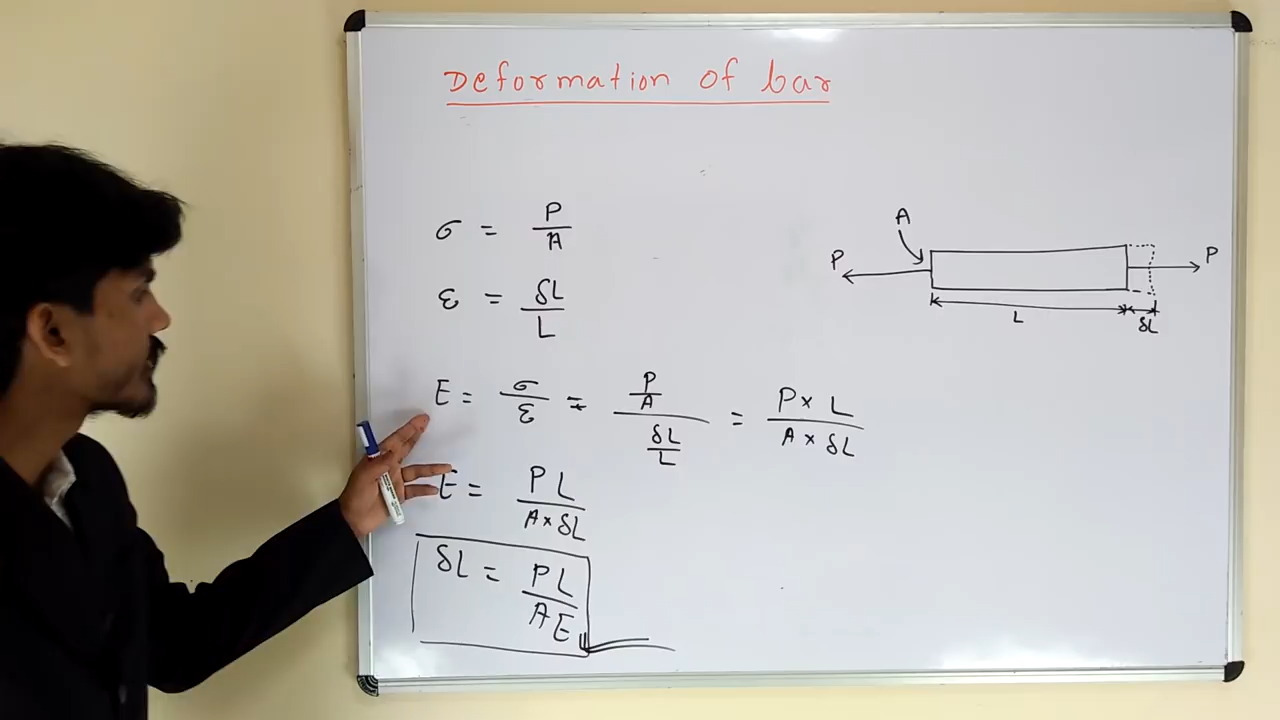 Deformation of bar
σ = P/A
ε = δL/L
E = σ/ε = (P/A)/(δL/L) = P × L/A × δL
E = PL/A × δL
δL = PL/AE
A
P
P
L
δL